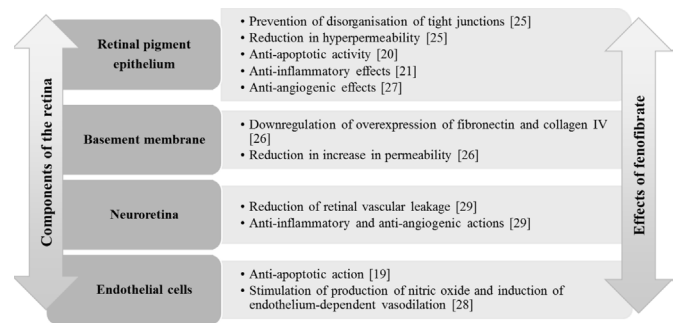 Components of the retina
Retinal pigment
epithelium
• Prevention of disorganisation of tight junctions [25]
• Reduction in hyperpermeability [25]
• Anti-apoptotic activity [20]
• Anti-inflammatory effects [21]
• Anti-angiogenic effects [27]
Basement membrane
• Downregulation of overexpression of fibronectin and collagen IV
[26]
• Reduction in increase in permeability [26]
Neuroretina
• Reduction of retinal vascular leakage [29]
• Anti-inflammatory and anti-angiogenic actions [29]
Endothelial cells
• Anti-apoptotic action [19]
• Stimulation of production of nitric oxide and induction of
endothelium-dependent vasodilation [28]
Effects of fenofibrate